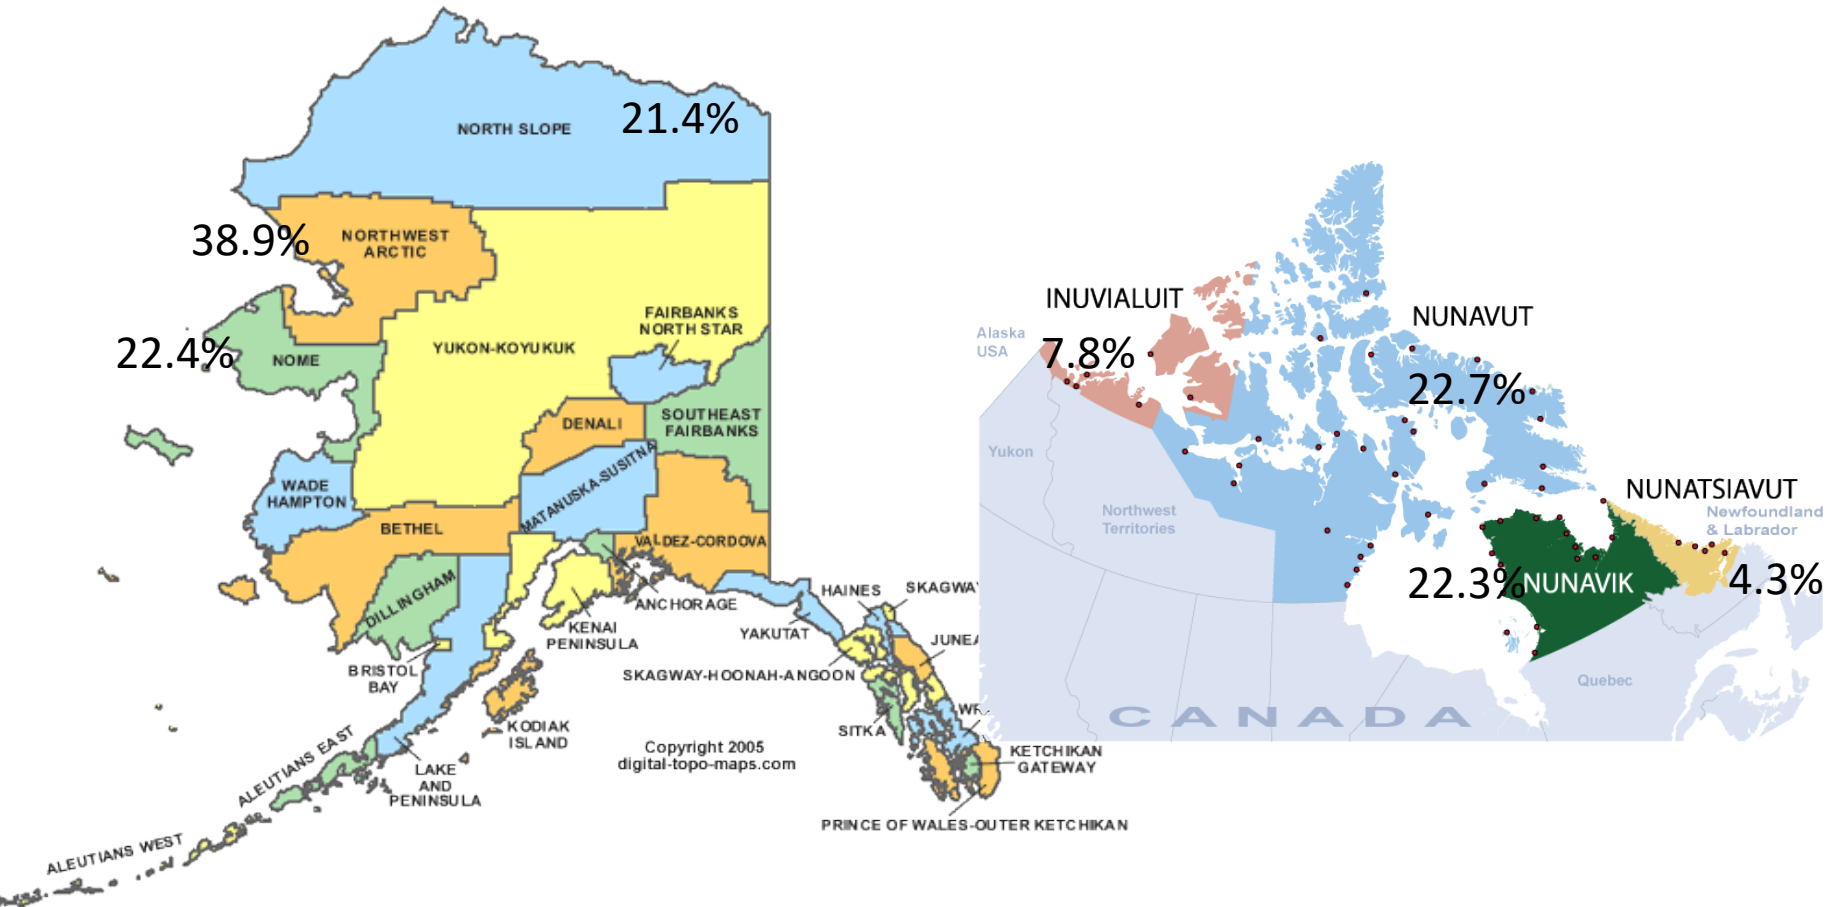 NORTH SLOPE
21.4%
38.9%
NORTHWEST
ARCTIC
22.4%
NOME
YUKON-KOYUKUK
FAIRBANKS
NORTH STAR
DENALI
SOUTHEAST
FAIRBANKS
MATANUSKA-SUSITNA
WADE
HAMPTON
BETHEL
VALDEZ-CORDOVA
DILLINGHAM
ANCHORAGE
KENAI
PENINSULA
BRISTOL
BAY
YAKUTAT
HAINES
SKAGWAY
JUNEA
SKAGWAY-HOONAH-ANGOON
SITKA
WR
KODIAK
ISLAND
ALEUTIANS EAST
LAKE
AND
PENINSULA
ALEUTIANS WEST
Copyright 2005
digital-topo-maps.com
KETCHIKAN
GATEWAY
PRINCE OF WALES-OUTER KETCHIKAN
INUVIALUIT
7.8%
Alaska
USA
NUNAVUT
22.7%
Yukon
Northwest
Territories
NUNATSIAVUT
Newfoundland
& Labrador
22.3%
NUNAVIK
4.3%
Quebec
CANADA